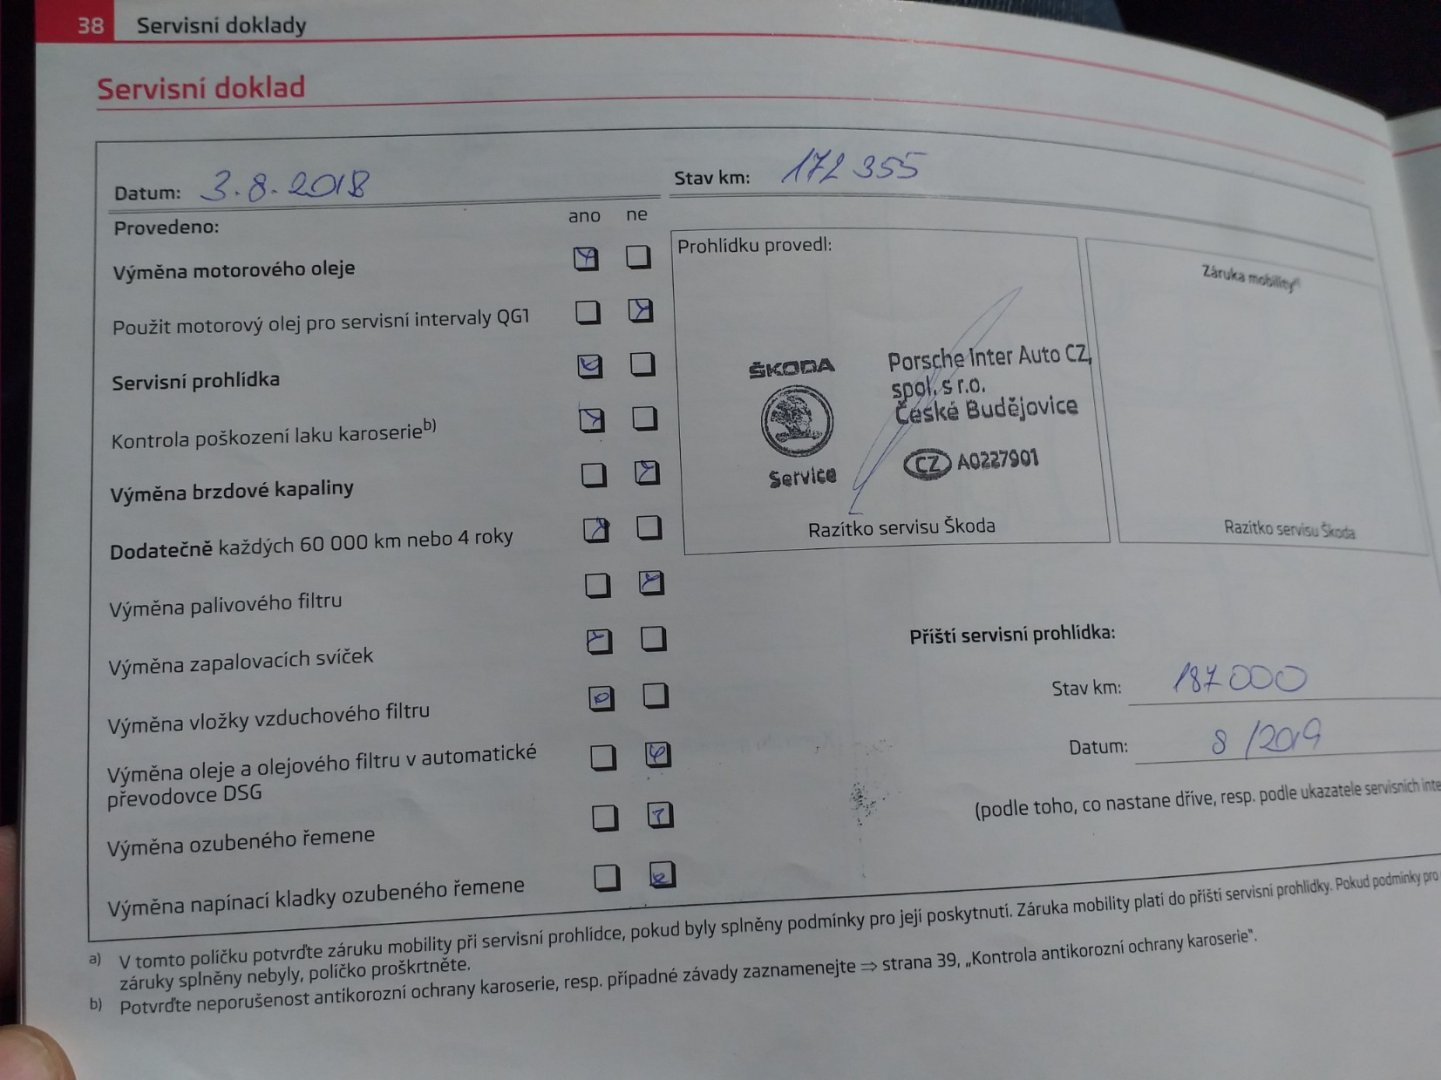 38 Servisní doklady
Servisní doklad
Datum: 3.8.2018
Stav km: 172 355
Provedeno: ano ne
Výměna motorového oleje
Použit motorový olej pro servisní intervaly QG1
Servisní prohlídka
Kontrola poškození laku karoserie b)
Výměna brzdové kapaliny
Dodatečně každých 60 000 km nebo 4 roky
Výměna palivového filtru
Výměna zapalovacích svíček
Výměna vložky vzduchového filtru
Výměna oleje a olejového filtru v automatické
převodovce DSG
Výměna ozubeného řemene
Výměna napínací kladky ozubeného řemene
Prohlídku provedl:
ŠKODA
Service
Porsche Inter Auto CZ,
spol. s r.o.
České Budějovice
CZ A0227901
Razítko servisu Škoda
Záruka mobility a)
Razítko servisu Škoda
Příští servisní prohlídka:
Stav km: 187 000
Datum: 8/2019
(podle toho, co nastane dříve, resp. podle ukazatele servisních
a) V tomto políčku potvrďte záruku mobility při servisní prohlídce, pokud byly splněny podmínky pro její poskytnutí. Záruka mobility platí do příští servisní prohlídky. Pokud podmínky pro
záruky splněny nebyly, políčko proškrtněte.
b) Potvrďte neporušenost antikorozní ochrany karoserie, resp. případné závady zaznamenejte ⇒ strana 39, „Kontrola antikorozní ochrany karoserie".